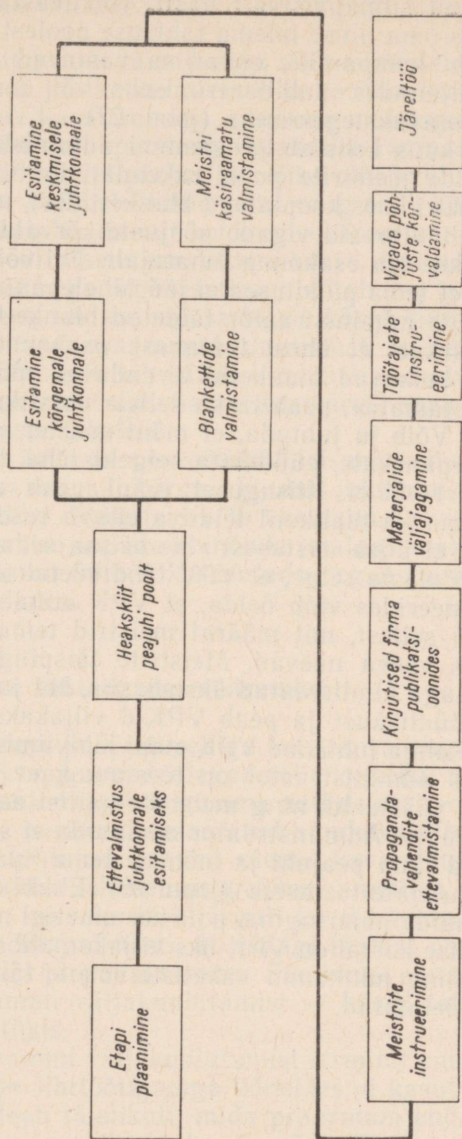 Etapi
plaanimine
Ettevalmistus
juhtkonnale
esitamiseks
Heakskiit
peajuhi poolt
Esitamine
kõrgemale
juhtkonnale
Esitamine
keskmisele
juhtkonnale
Blankettide
valmistamine
Meistri
käsiraamatu
valmistamine
Meistrite
instrueerimine
Propaganda-
vahendite
ettevalmistamine
Kirjutised firma
publikatsi-
oonides
Materjalide
väljajagamine
Töötajate
instru-
eerimine
Vigade põh-
juste kõr-
valdamine
Järeltöö